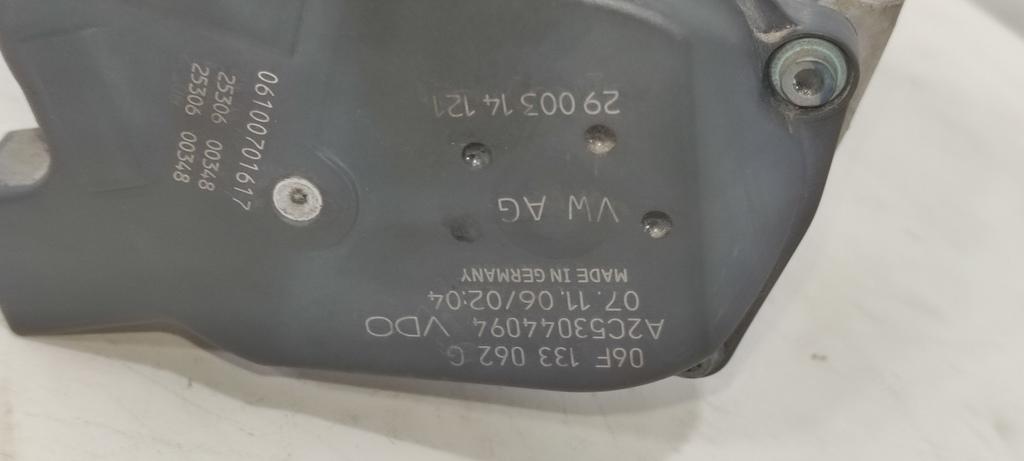 06F 133 062 G
A2C53044094 VDO
07.11.06/02:04
MADE IN GERMANY
VW AG
29 003 14 121
06100701617
25306 00348
25306 00348